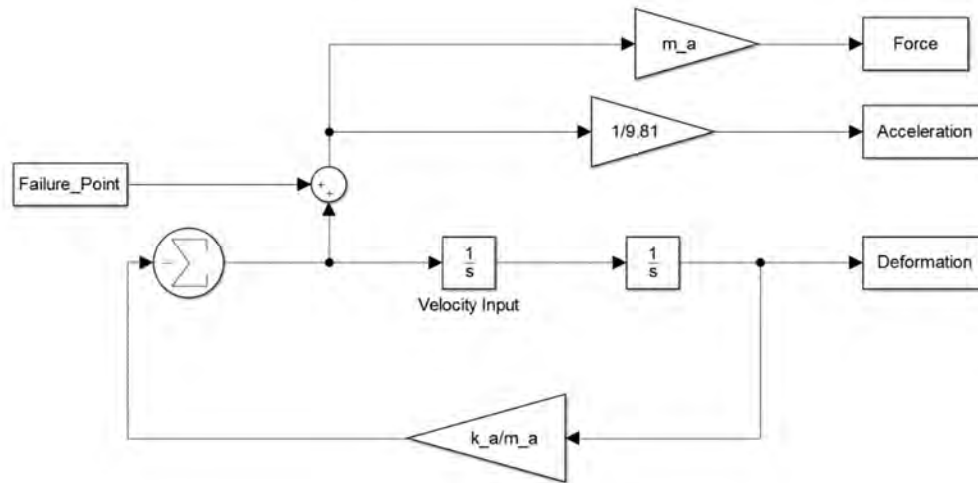 m_a
Force
1/9.81
Acceleration
Failure_Point
+
+
−
1
s
1
s
Deformation
Velocity Input
k_a/m_a